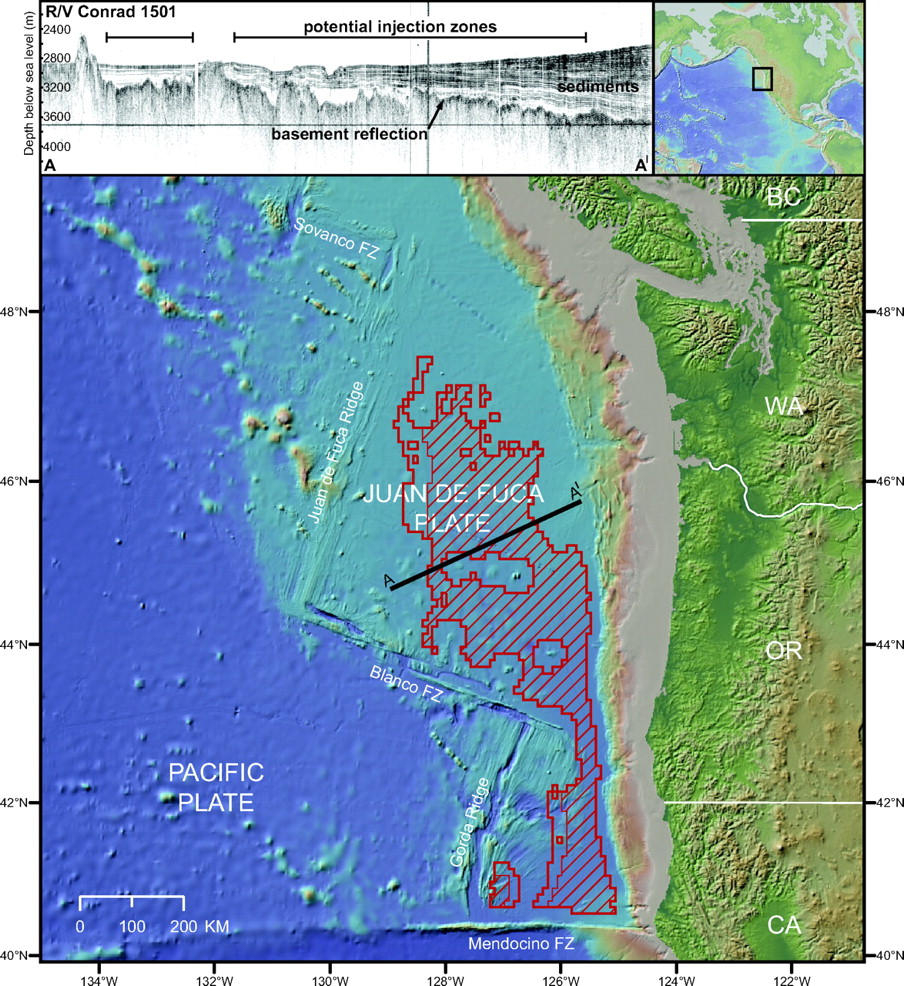 R/V Conrad 1501
Depth below sea level (m)
2400
2800
3200
3600
4000
potential injection zones
sediments
basement reflection
A
A'
BC
Sovanco FZ
48°N
48°N
Juan de Fuca Ridge
WA
46°N
46°N
JUAN DE FUCA
PLATE
A'
A
44°N
44°N
OR
Blanco FZ
PACIFIC
PLATE
42°N
42°N
Gorda Ridge
0 100 200 KM
CA
Mendocino FZ
40°N
40°N
134°W 132°W 130°W 128°W 126°W 124°W 122°W